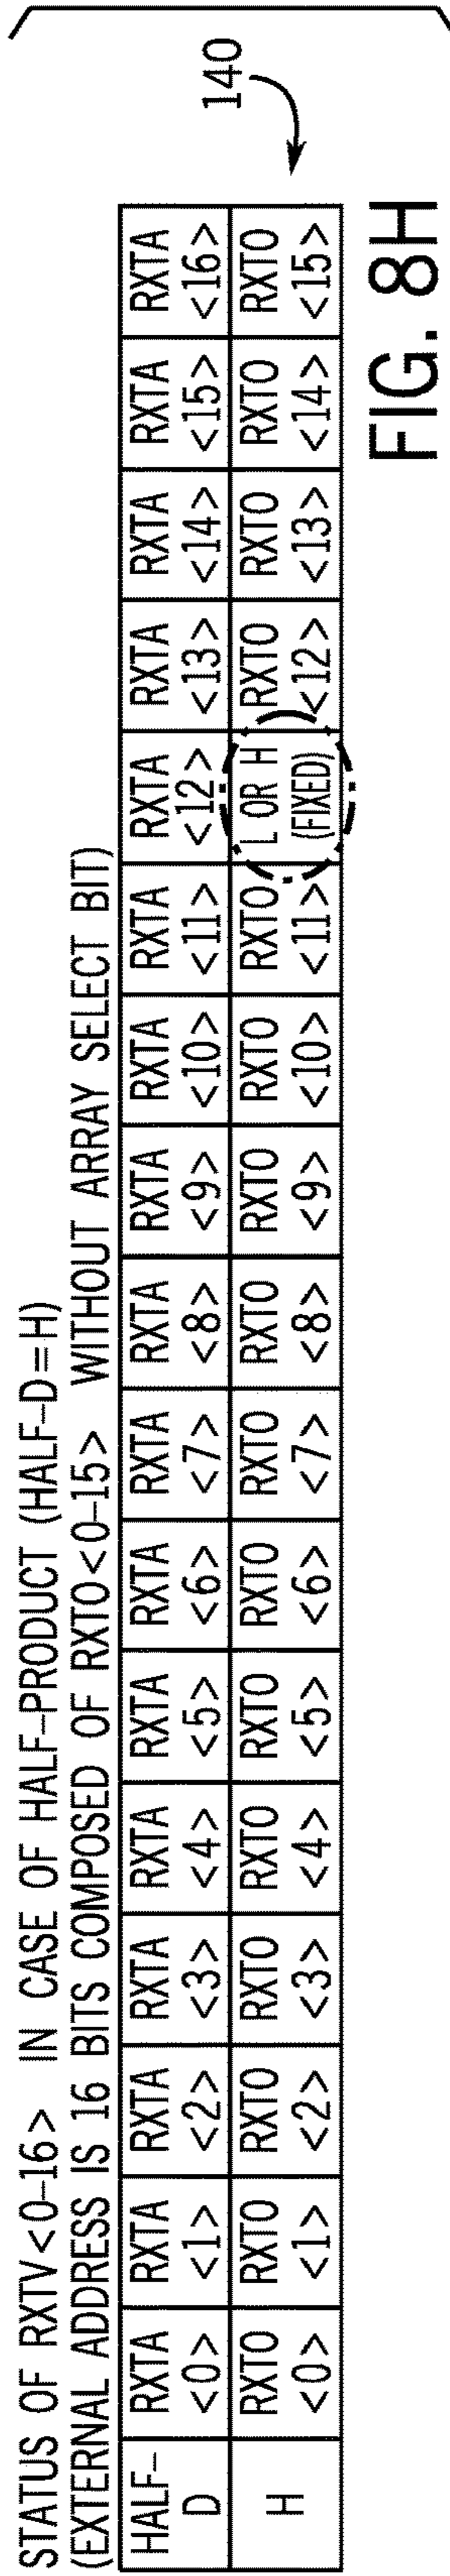 STATUS OF RXTV<0-16> IN CASE OF HALF-PRODUCT (HALF-D=H)
(EXTERNAL ADDRESS IS 16 BITS COMPOSED OF RXTO<0-15> WITHOUT ARRAY SELECT BIT)
HALF-D RXTA<0> RXTA<1> RXTA<2> RXTA<3> RXTA<4> RXTA<5> RXTA<6> RXTA<7> RXTA<8> RXTA<9> RXTA<10> RXTA<11> RXTA<12> RXTA<13> RXTA<14> RXTA<15> RXTA<16>
H RXTO<0> RXTO<1> RXTO<2> RXTO<3> RXTO<4> RXTO<5> RXTO<6> RXTO<7> RXTO<8> RXTO<9> RXTO<10> RXTO<11> L OR H (FIXED) RXTO<12> RXTO<13> RXTO<14> RXTO<15>
140
FIG. 8H